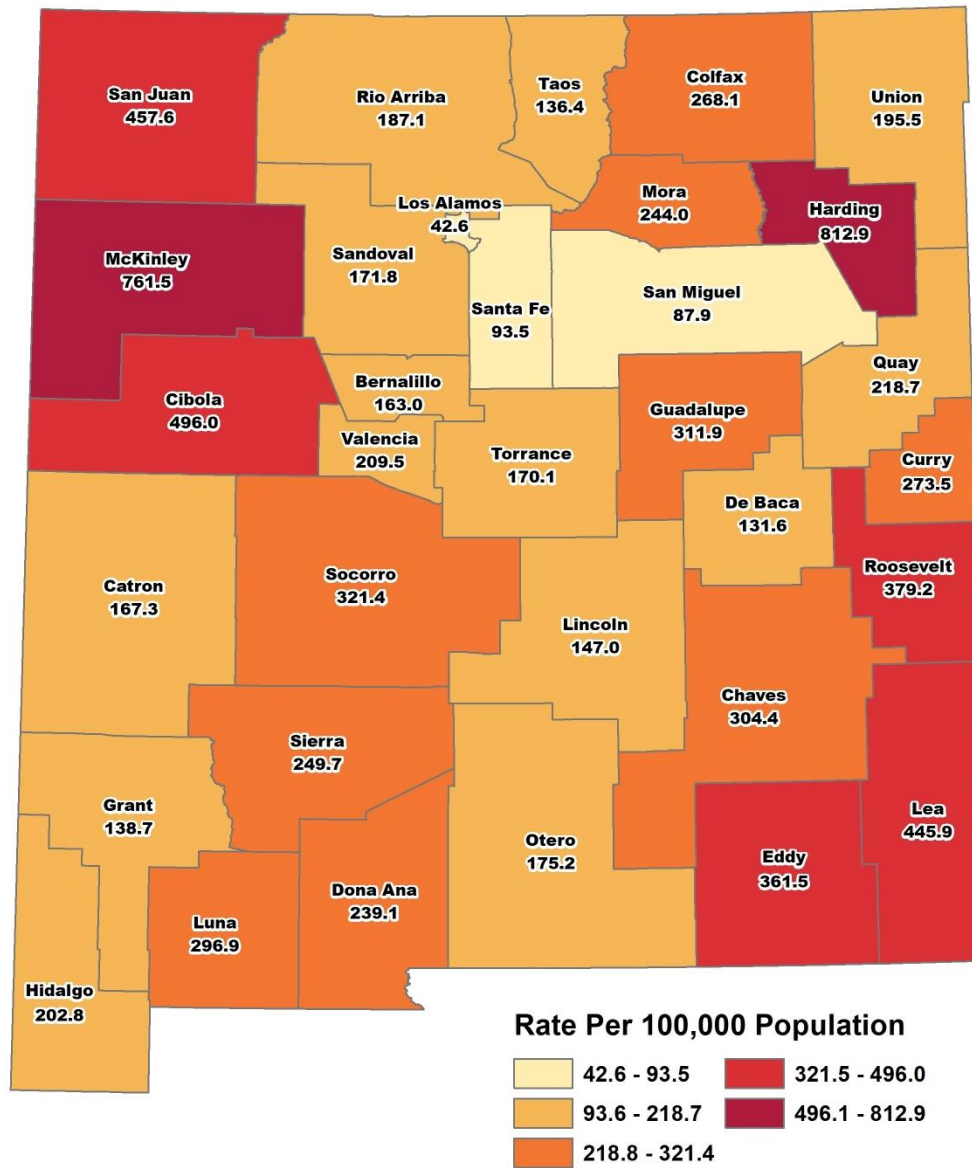 San Juan
457.6
Rio Arriba
187.1
Taos
136.4
Colfax
268.1
Union
195.5
Los Alamos
42.6
Mora
244.0
Harding
812.9
McKinley
761.5
Sandoval
171.8
Santa Fe
93.5
San Miguel
87.9
Quay
218.7
Cibola
496.0
Bernalillo
163.0
Valencia
209.5
Torrance
170.1
Guadalupe
311.9
Curry
273.5
De Baca
131.6
Roosevelt
379.2
Catron
167.3
Socorro
321.4
Lincoln
147.0
Chaves
304.4
Sierra
249.7
Grant
138.7
Otero
175.2
Eddy
361.5
Lea
445.9
Luna
296.9
Dona Ana
239.1
Hidalgo
202.8
Rate Per 100,000 Population
42.6 - 93.5
93.6 - 218.7
218.8 - 321.4
321.5 - 496.0
496.1 - 812.9